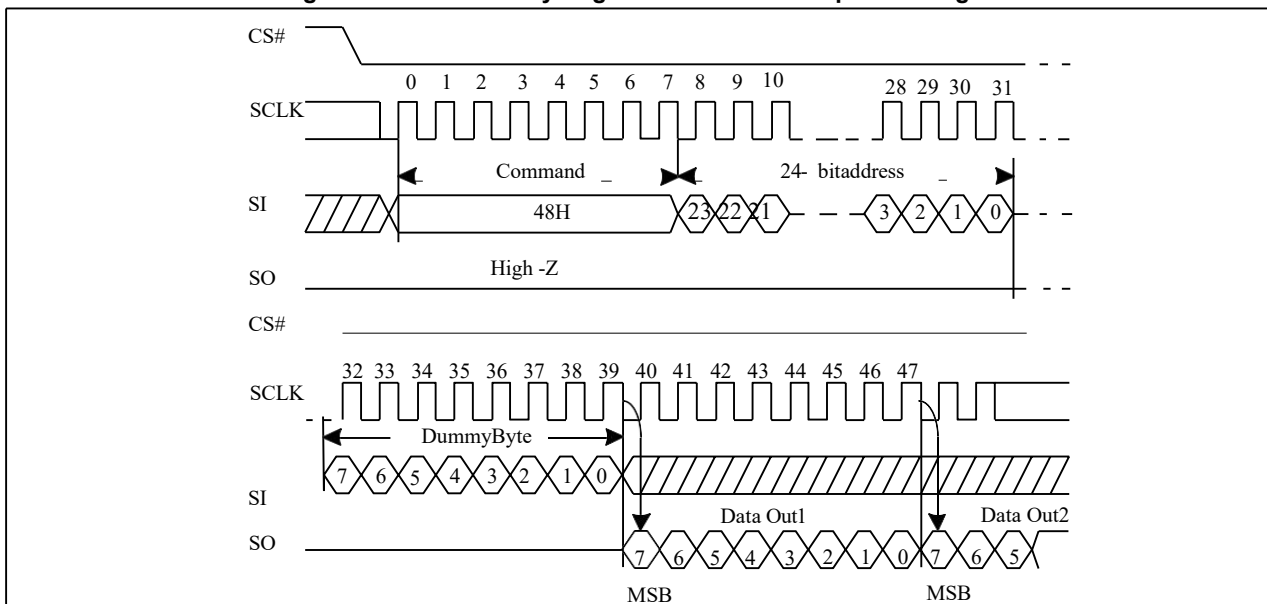 CS#
0 1 2 3 4 5 6 7 8 9 10 28 29 30 31
SCLK
Command 24- bitaddress
SI 48H 23 22 21 3 2 1 0
High -Z
SO
CS#
32 33 34 35 36 37 38 39 40 41 42 43 44 45 46 47
SCLK
DummyByte
7 6 5 4 3 2 1 0
SI
Data Out1 Data Out2
SO 7 6 5 4 3 2 1 0 7 6 5
MSB MSB